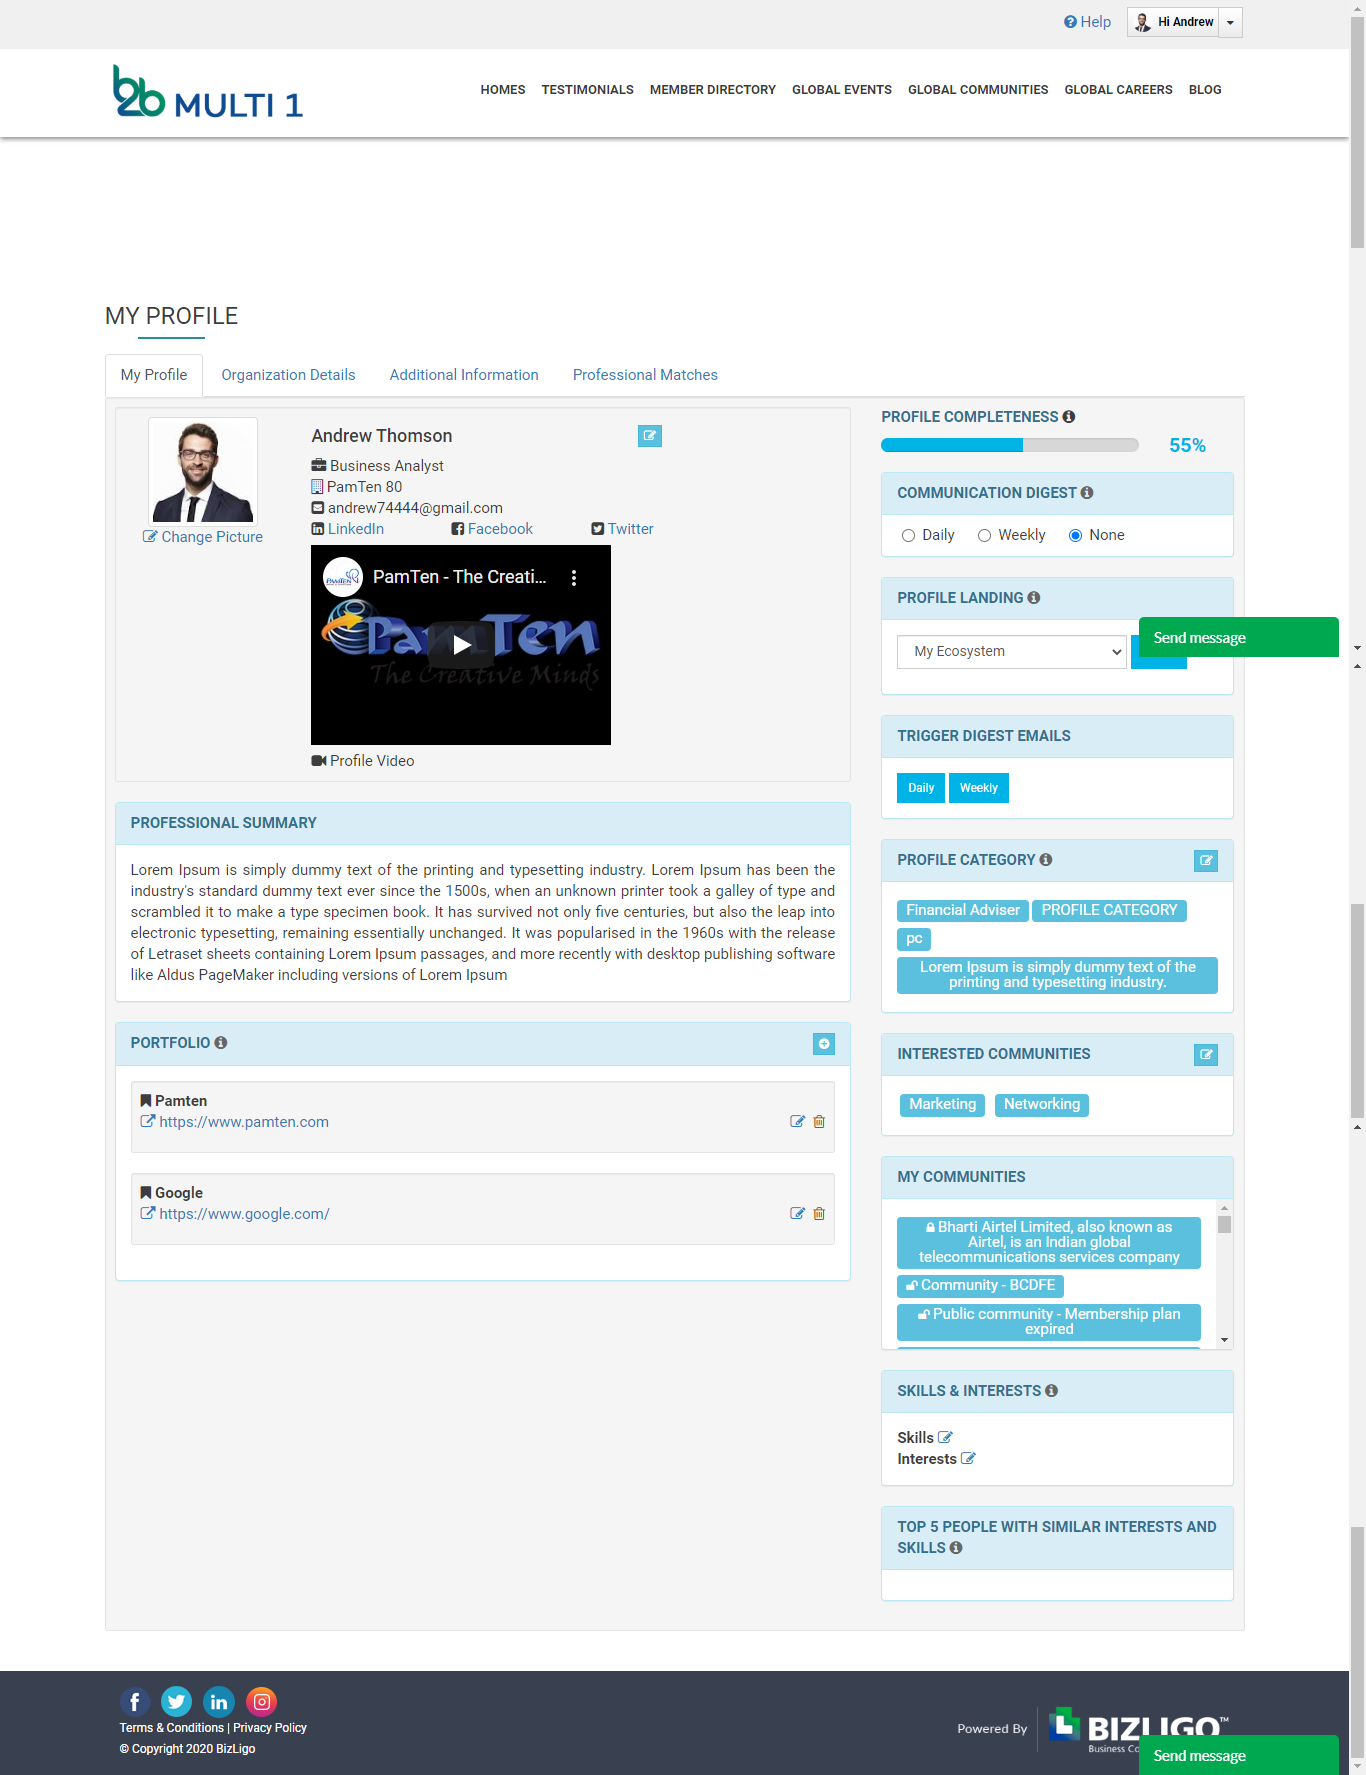 Help
Hi Andrew
b2b MULTI 1
HOMES TESTIMONIALS MEMBER DIRECTORY GLOBAL EVENTS GLOBAL COMMUNITIES GLOBAL CAREERS BLOG
MY PROFILE
My Profile Organization Details Additional Information Professional Matches
Andrew Thomson
Business Analyst
PamTen 80
andrew74444@gmail.com
LinkedIn Facebook Twitter
Change Picture
PamTen - The Creati...
PamTen
The Creative Minds
Profile Video
PROFESSIONAL SUMMARY
Lorem Ipsum is simply dummy text of the printing and typesetting industry. Lorem Ipsum has been the
industry's standard dummy text ever since the 1500s, when an unknown printer took a galley of type and
scrambled it to make a type specimen book. It has survived not only five centuries, but also the leap into
electronic typesetting, remaining essentially unchanged. It was popularised in the 1960s with the release
of Letraset sheets containing Lorem Ipsum passages, and more recently with desktop publishing software
like Aldus PageMaker including versions of Lorem Ipsum
PORTFOLIO
Pamten
https://www.pamten.com
Google
https://www.google.com/
PROFILE COMPLETENESS
55%
COMMUNICATION DIGEST
Daily Weekly None
PROFILE LANDING
My Ecosystem
Send message
TRIGGER DIGEST EMAILS
Daily Weekly
PROFILE CATEGORY
Financial Adviser PROFILE CATEGORY
pc
Lorem Ipsum is simply dummy text of the
printing and typesetting industry.
INTERESTED COMMUNITIES
Marketing Networking
MY COMMUNITIES
Bharti Airtel Limited, also known as
Airtel, is an Indian global
telecommunications services company
Community - BCDFE
Public community - Membership plan
expired
SKILLS & INTERESTS
Skills
Interests
TOP 5 PEOPLE WITH SIMILAR INTERESTS AND
SKILLS
Terms & Conditions | Privacy Policy
© Copyright 2020 BizLigo
Powered By
BIZLIGO™
Business
Send message